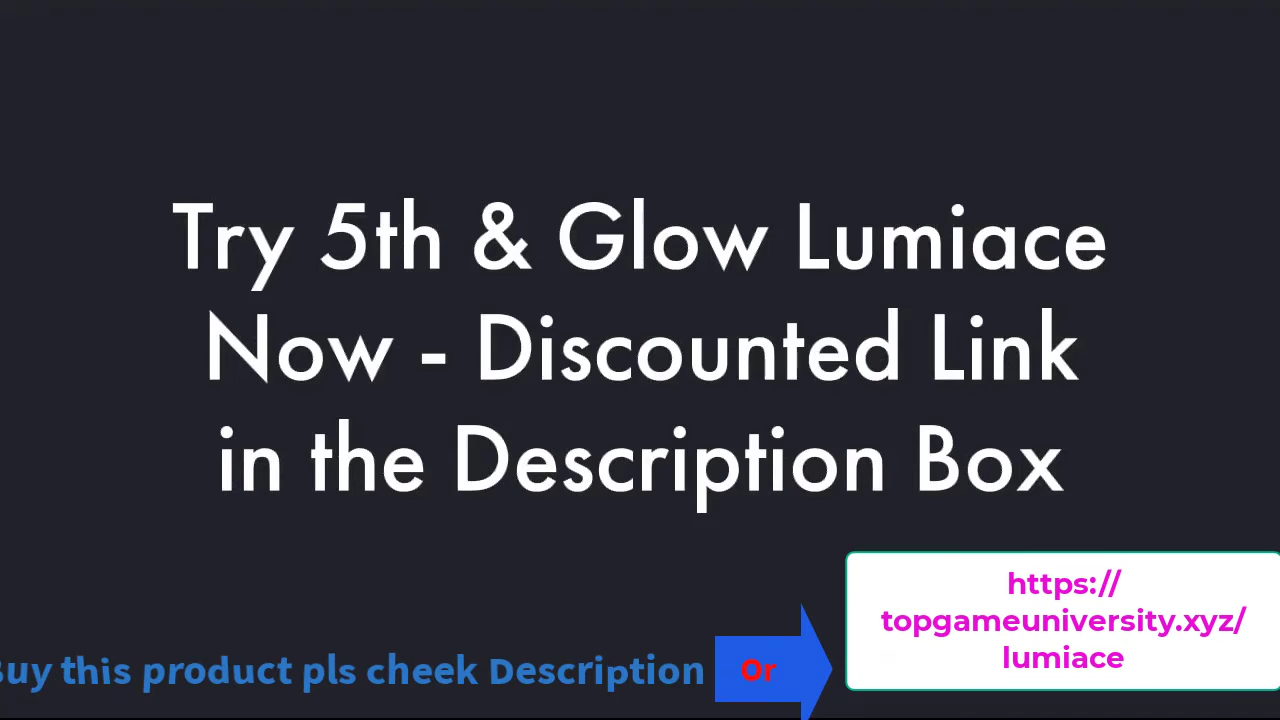 Try 5th & Glow Lumiace
Now - Discounted Link
in the Description Box
https://
topgameuniversity.xyz/
lumiace
this product pls cheek Description
Or